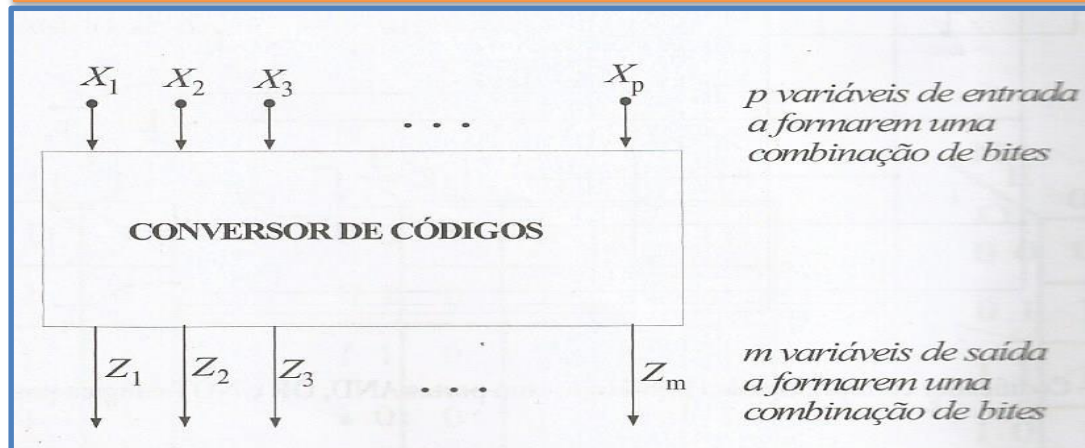 X1 X2 X3 . . . Xp
p variáveis de entrada
a formarem uma
combinação de bites
CONVERSOR DE CÓDIGOS
Z1 Z2 Z3 . . . Zm
m variáveis de saída
a formarem uma
combinação de bites